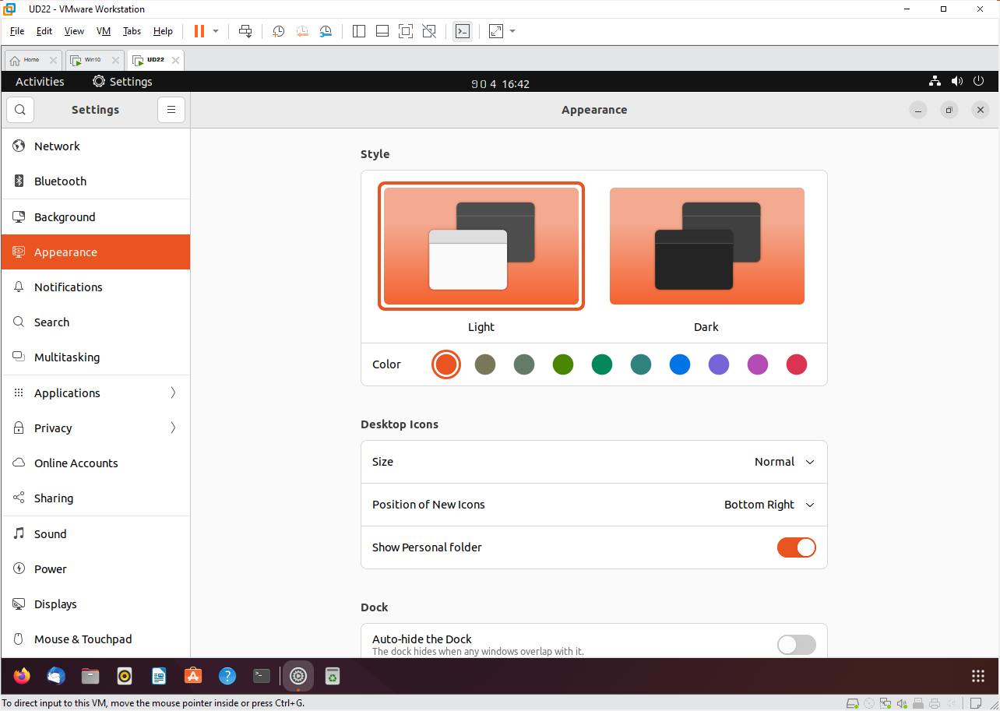 UD22 - VMware Workstation
File Edit View VM Tabs Help
Home Win10 UD22
Activities Settings 16:42
Settings Appearance
Network
Bluetooth
Background
Appearance
Notifications
Search
Multitasking
Applications
Privacy
Online Accounts
Sharing
Sound
Power
Displays
Mouse & Touchpad
Style
Light Dark
Color
Desktop Icons
Size Normal
Position of New Icons Bottom Right
Show Personal folder
Dock
Auto-hide the Dock
The dock hides when any windows overlap with it.
To direct input to this VM, move the mouse pointer inside or press Ctrl+G.